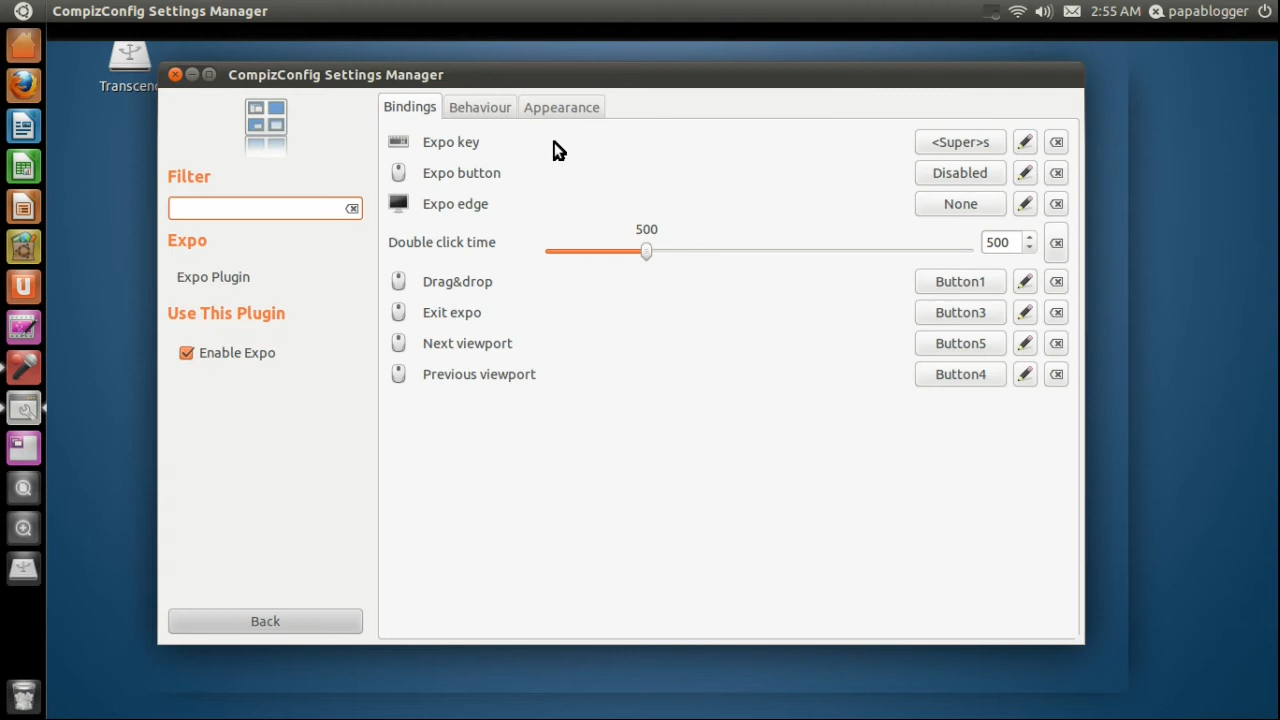 CompizConfig Settings Manager
2:55 AM papablogger
Transcend
CompizConfig Settings Manager
Filter
Expo
Expo Plugin
Use This Plugin
Enable Expo
Back
Bindings Behaviour Appearance
Expo key <Super>s
Expo button Disabled
Expo edge None
500
Double click time 500
Drag&drop Button1
Exit expo Button3
Next viewport Button5
Previous viewport Button4